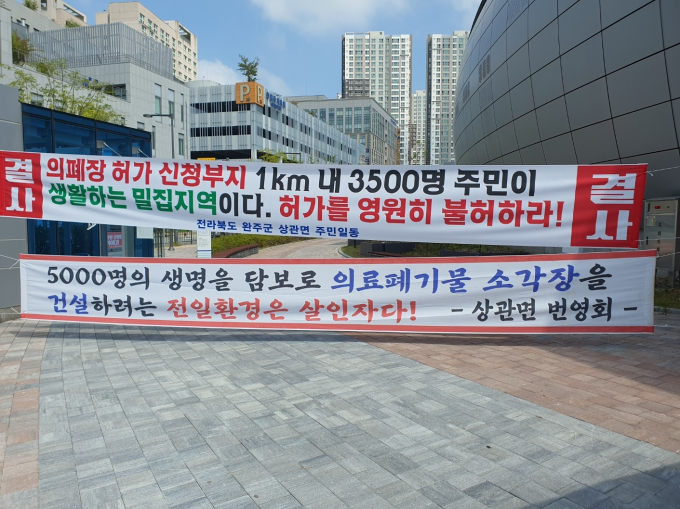 결사
의폐장 허가 신청부지 1km 내 3500명 주민이
생활하는 밀집지역이다. 허가를 영원히 불허하라!
전라북도 완주군 상관면 주민일동
결사
5000명의 생명을 담보로 의료폐기물 소각장을
건설하려는 전일환경은 살인자다! - 상관면 번영회 -
P